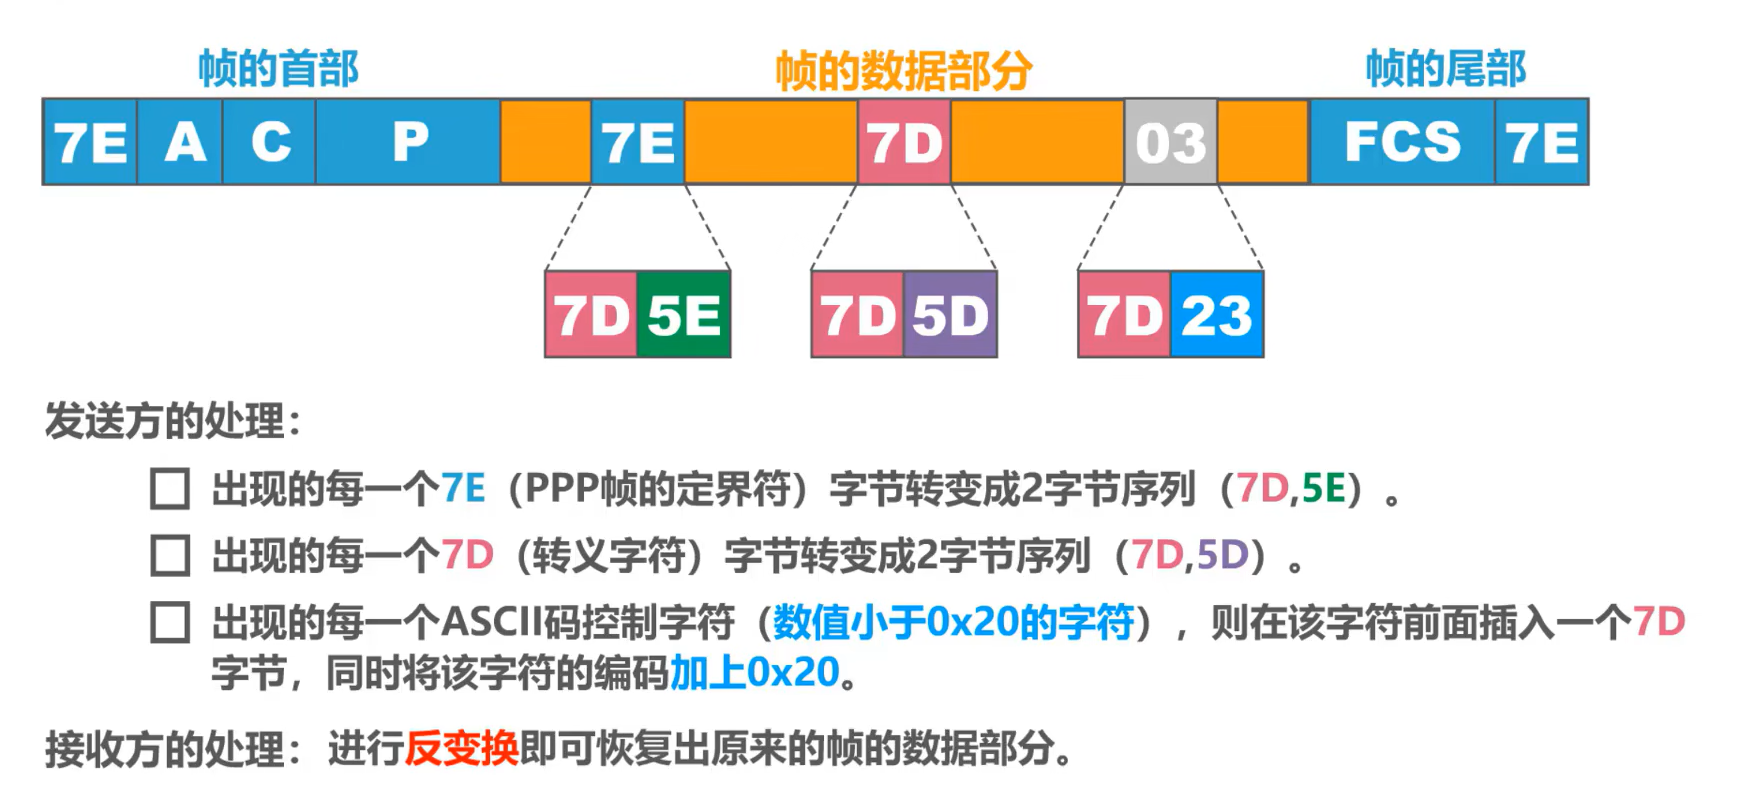 帧的首部 帧的数据部分 帧的尾部
7E A C P 7E 7D 03 FCS 7E
7D 5E 7D 5D 7D 23
发送方的处理：
出现的每一个7E（PPP帧的定界符）字节转变成2字节序列（7D,5E）。
出现的每一个7D（转义字符）字节转变成2字节序列（7D,5D）。
出现的每一个ASCII码控制字符（数值小于0x20的字符），则在该字符前面插入一个7D
字节，同时将该字符的编码加上0x20。
接收方的处理：进行反变换即可恢复出原来的帧的数据部分。